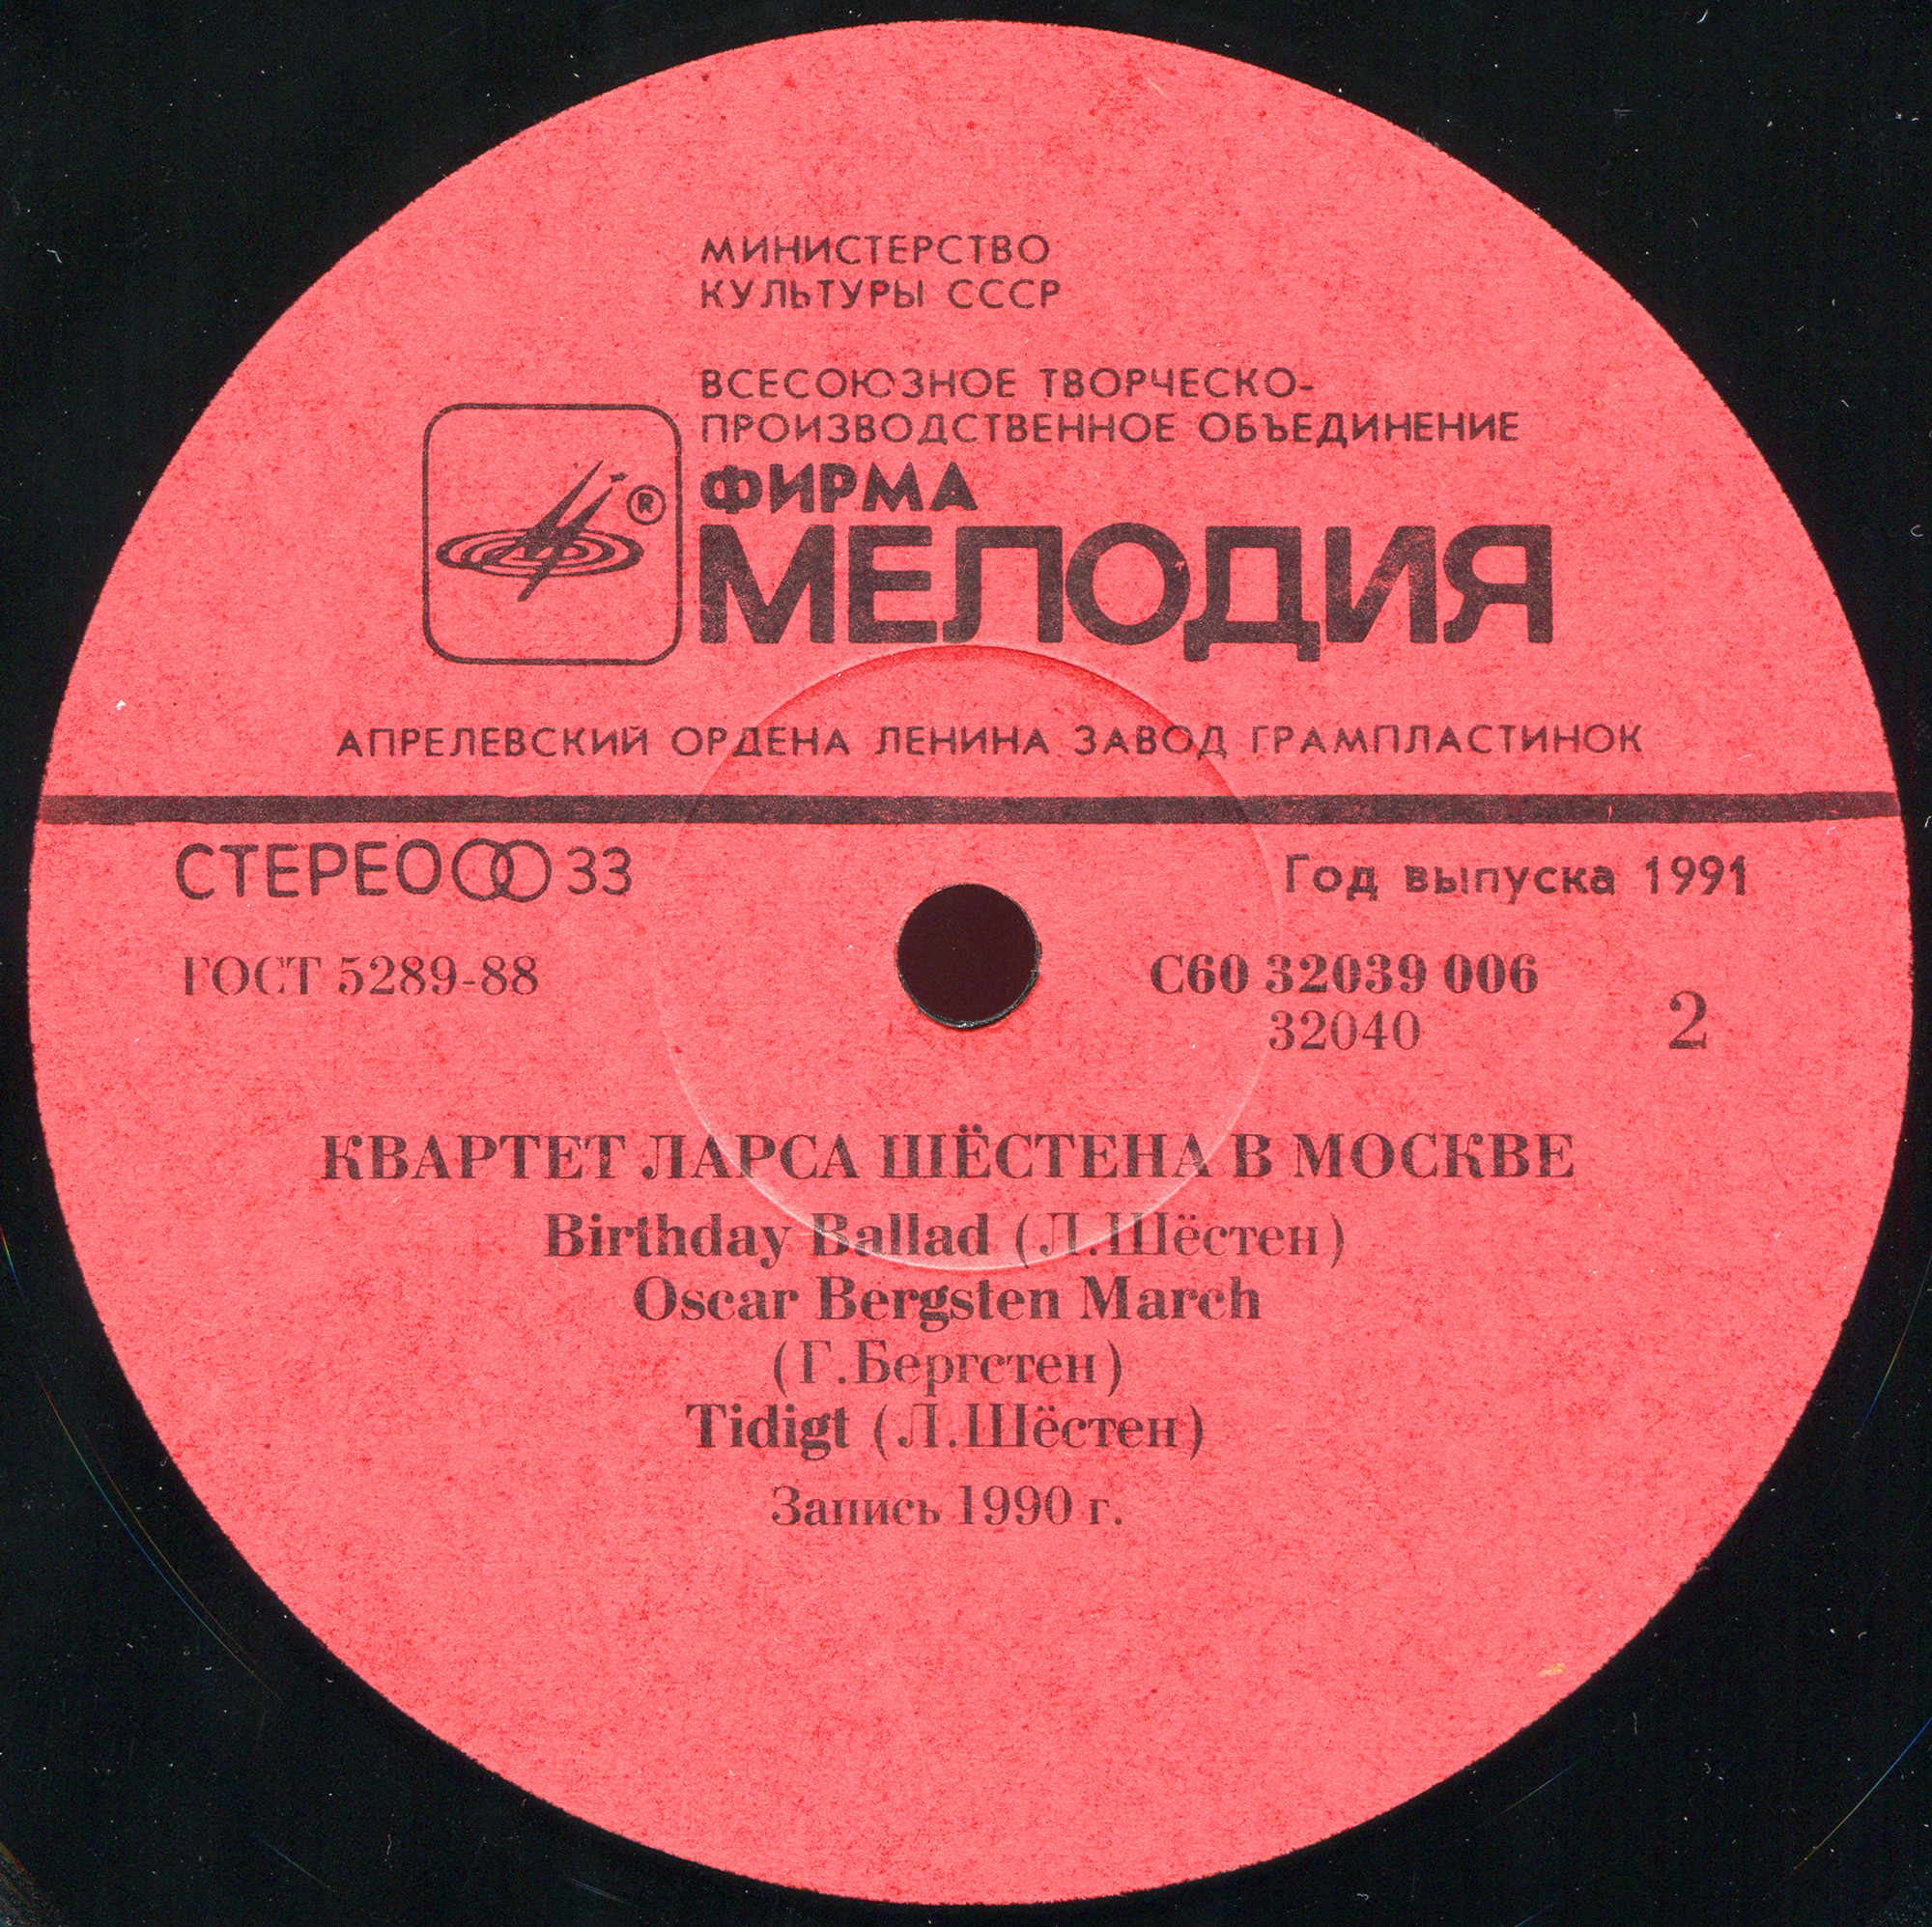 МИНИСТЕРСТВО
КУЛЬТУРЫ СССР
ВСЕСОЮЗНОЕ ТВОРЧЕСКО-
ПРОИЗВОДСТВЕННОЕ ОБЪЕДИНЕНИЕ
®
ФИРМА
МЕЛОДИЯ
АПРЕЛЕВСКИЙ ОРДЕНА ЛЕНИНА ЗАВОД ГРАМПЛАСТИНОК
СТЕРЕО 33
Год выпуска 1991
ГОСТ 5289-88
С60 32039 006
32040
2
КВАРТЕТ ЛАРСА ШЁСТЕНА В МОСКВЕ
Birthday Ballad (Л.Шёстен)
Oscar Bergsten March
(Г.Бергстен)
Tidigt (Л.Шёстен)
Запись 1990 г.